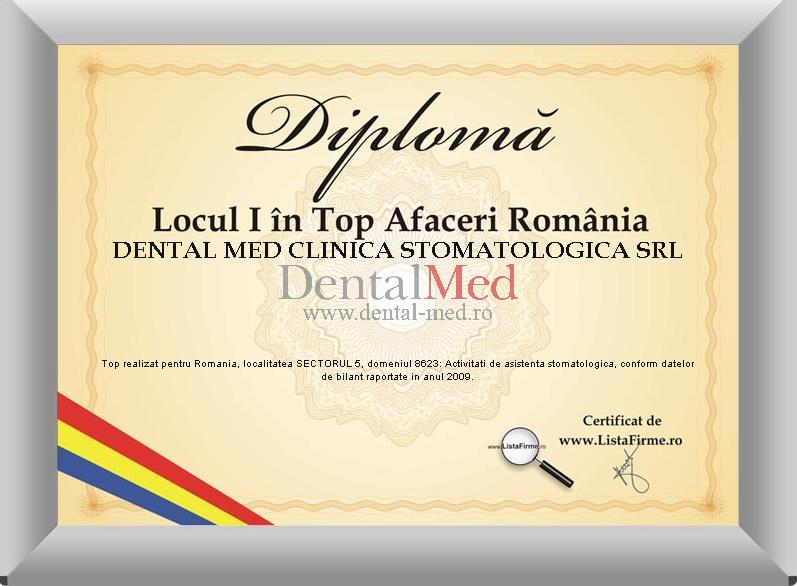 Diplomă
Locul I în Top Afaceri România
DENTAL MED CLINICA STOMATOLOGICA SRL
DentalMed
www.dental-med.ro
Top realizat pentru Romania, localitatea SECTORUL 5, domeniul 8623: Activitati de asistenta stomatologica, conform datelor
de bilant raportate in anul 2009.
Certificat de
www.ListaFirme.ro
www.ListaFirme.ro